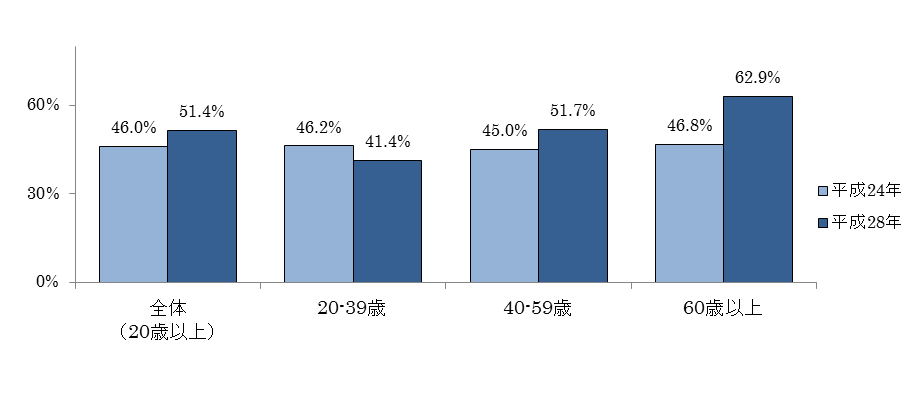 62.9%
51.4%
51.7%
60%
46.0%
46.2%
45.0%
46.8%
41.4%
30%
平成24年
平成28年
0%
全体
（20歳以上）
20-39歳
40-59歳
60歳以上